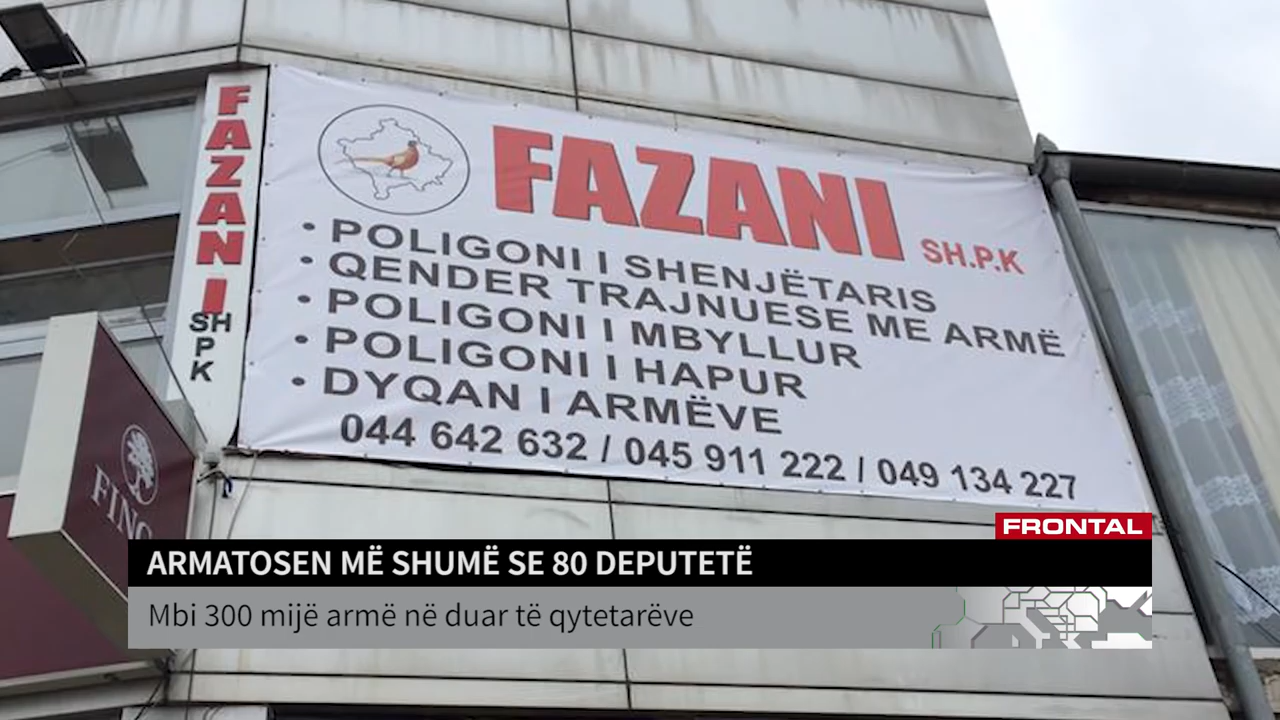 FAZANI
SHPK
FAZANI SH.P.K
• POLIGONI I SHENJËTARIS
• QENDER TRAJNUESE ME ARMË
• POLIGONI I MBYLLUR
• POLIGONI I HAPUR
• DYQAN I ARMËVE
044 642 632 / 045 911 222 / 049 134 227
FRONTAL
ARMATOSEN MË SHUMË SE 80 DEPUTETË
Mbi 300 mijë armë në duar të qytetarëve